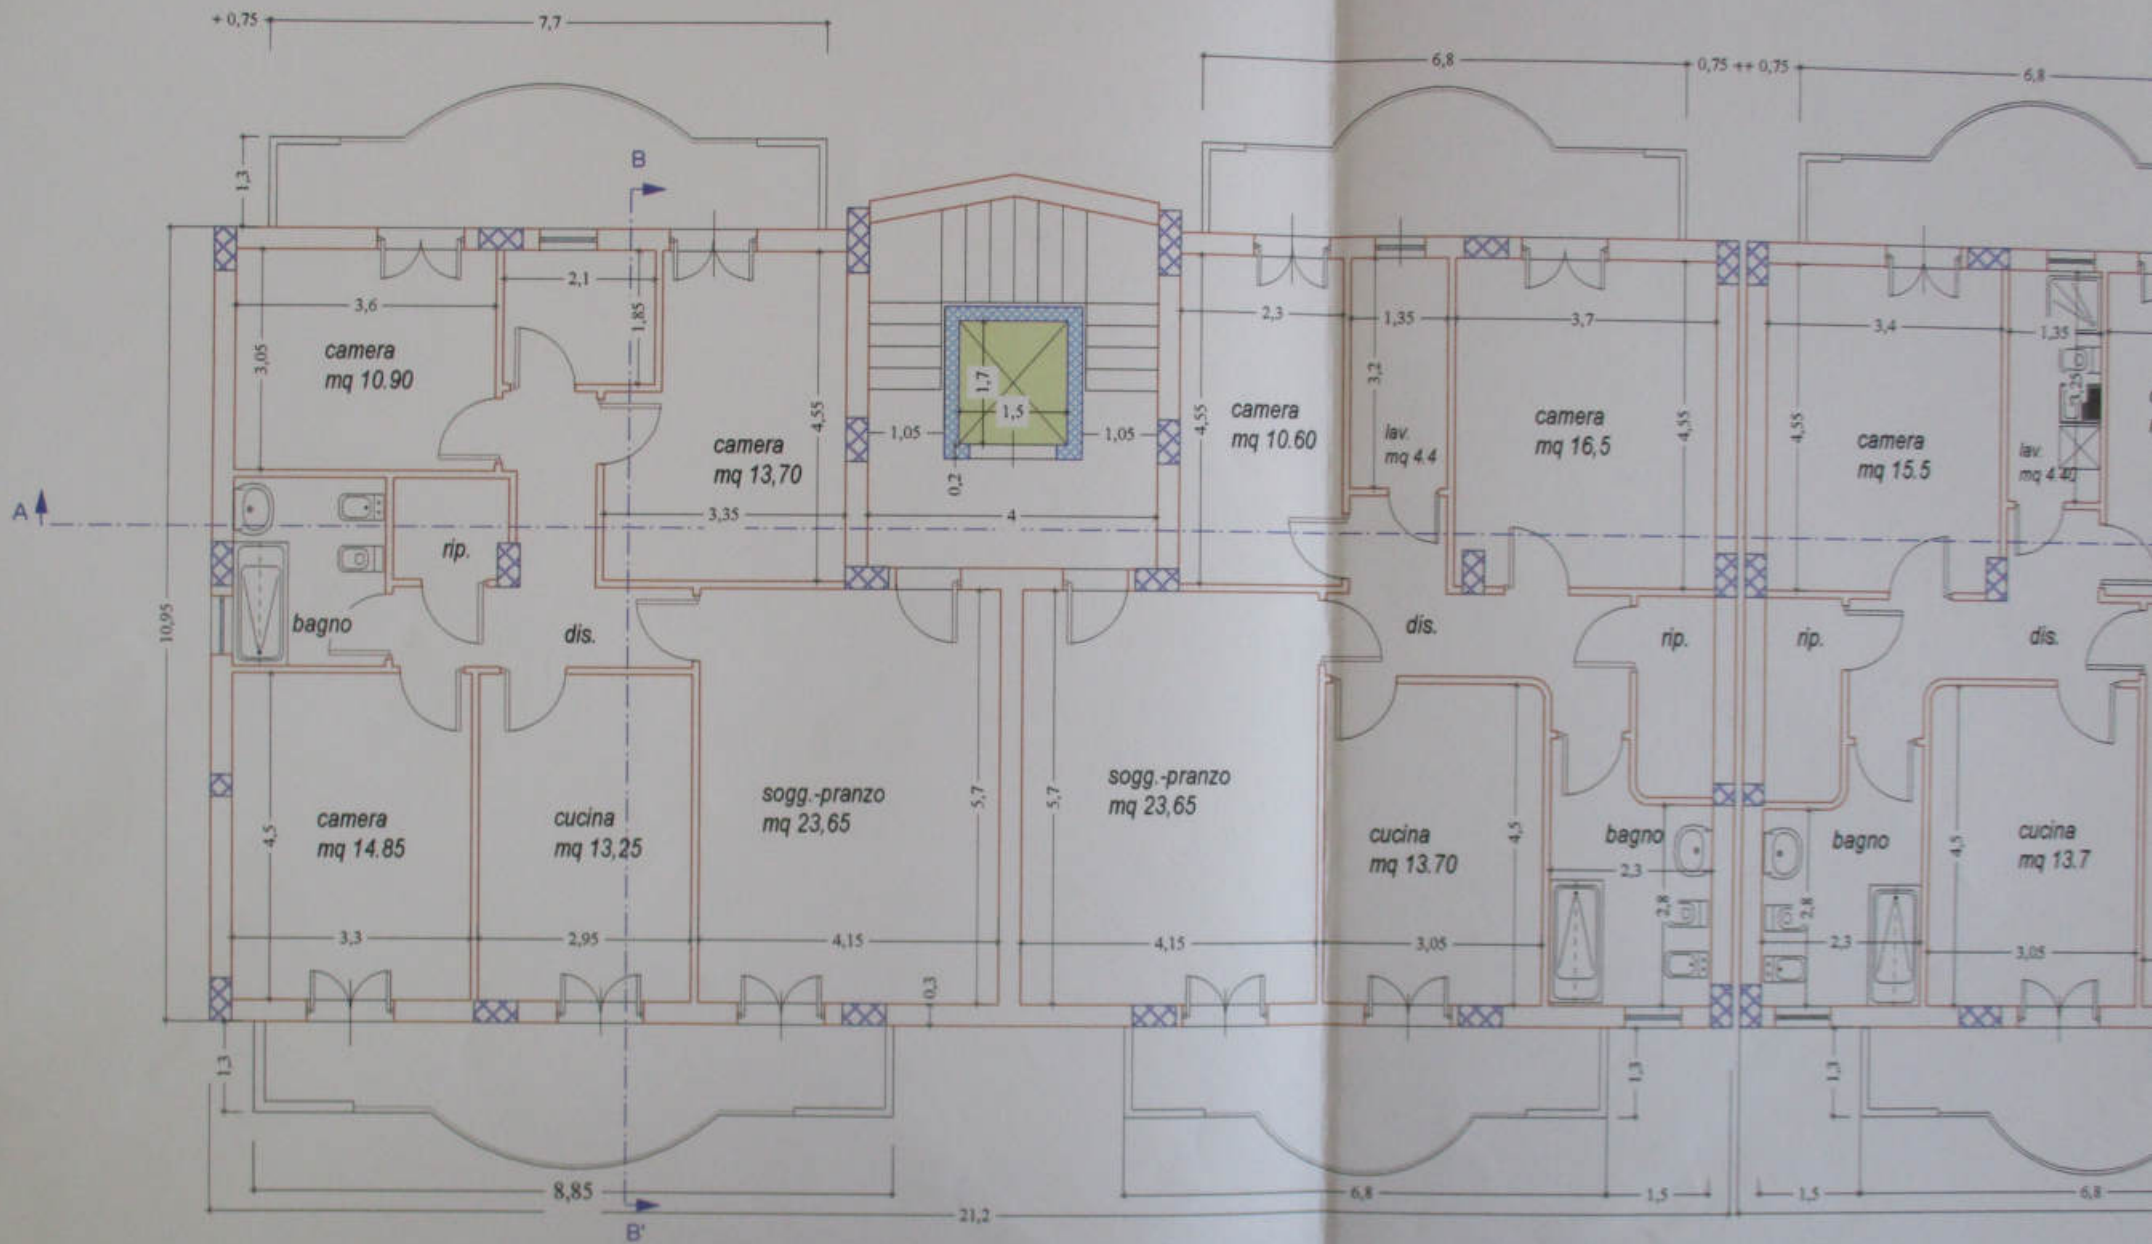 + 0,75
7,7
6,8
0,75 ++ 0,75
6,8
1,3
B
3,6
3,05
camera
mq 10.90
2,1
1,85
camera
mq 13,70
4,55
3,35
1,7
1,5
1,05
1,05
0,2
4
2,3
4,55
camera
mq 10.60
1,35
3,2
lav.
mq 4.4
3,7
camera
mq 16,5
4,55
3,4
4,55
camera
mq 15.5
1,35
3,25
lav.
mq 4.40
A
10,95
rip.
bagno
dis.
dis.
rip.
rip.
dis.
camera
mq 14.85
4,5
3,3
cucina
mq 13,25
2,95
sogg.-pranzo
mq 23,65
5,7
4,15
sogg.-pranzo
mq 23,65
5,7
4,15
cucina
mq 13.70
4,5
3,05
bagno
2,3
2,8
bagno
2,3
2,8
cucina
mq 13.7
4,5
3,05
0,3
1,3
1,3
1,3
8,85
6,8
1,5
1,5
6,8
21,2
B'